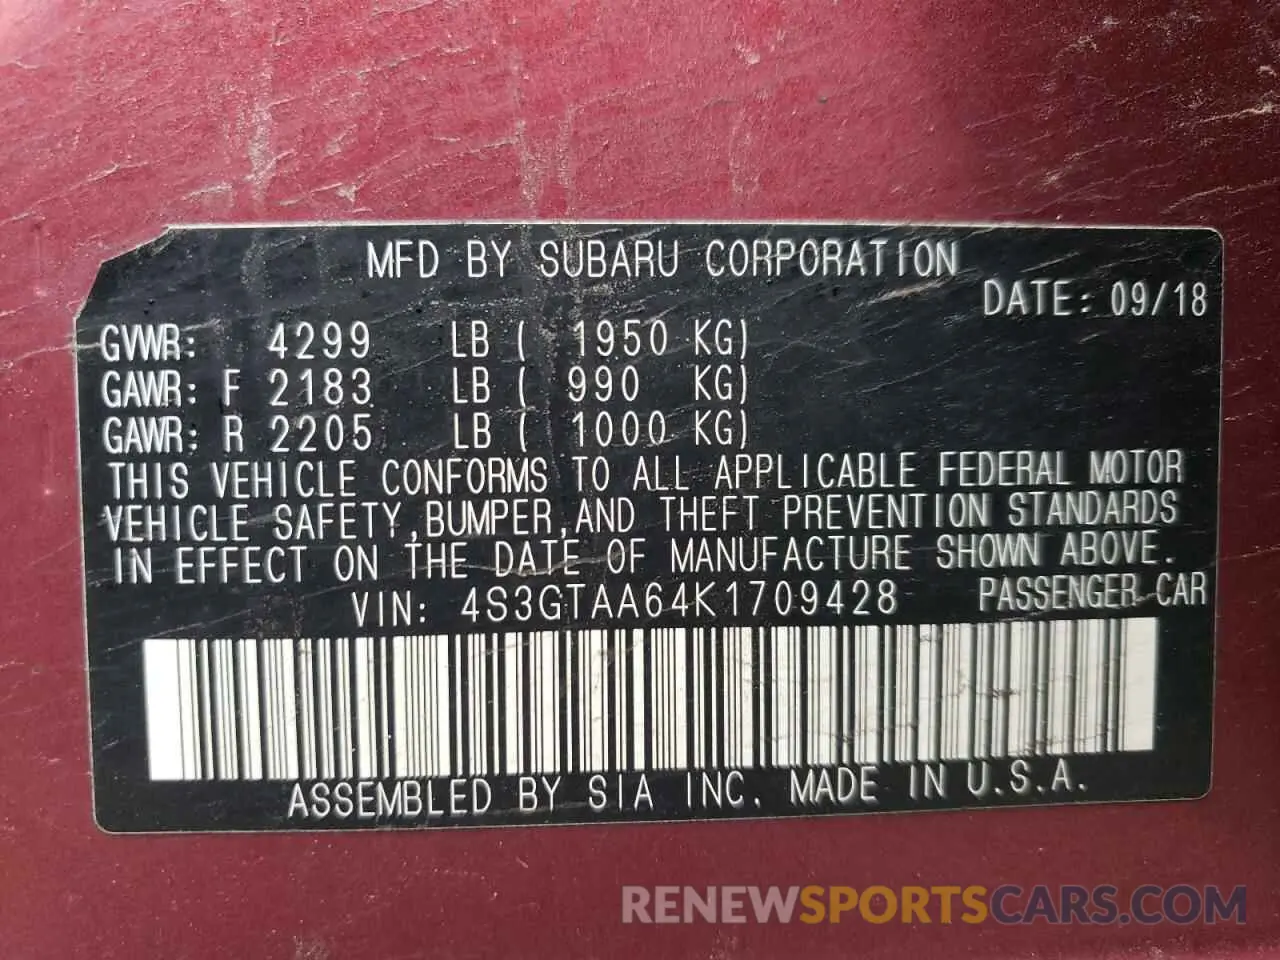 MFD BY SUBARU CORPORATION
DATE: 09/18
GVWR: 4299 LB ( 1950 KG)
GAWR: F 2183 LB ( 990 KG)
GAWR: R 2205 LB ( 1000 KG)
THIS VEHICLE CONFORMS TO ALL APPLICABLE FEDERAL MOTOR
VEHICLE SAFETY,BUMPER,AND THEFT PREVENTION STANDARDS
IN EFFECT ON THE DATE OF MANUFACTURE SHOWN ABOVE.
VIN: 4S3GTAA64K1709428 PASSENGER CAR
ASSEMBLED BY SIA INC. MADE IN U.S.A.
RENEWSPORTSCARS.COM